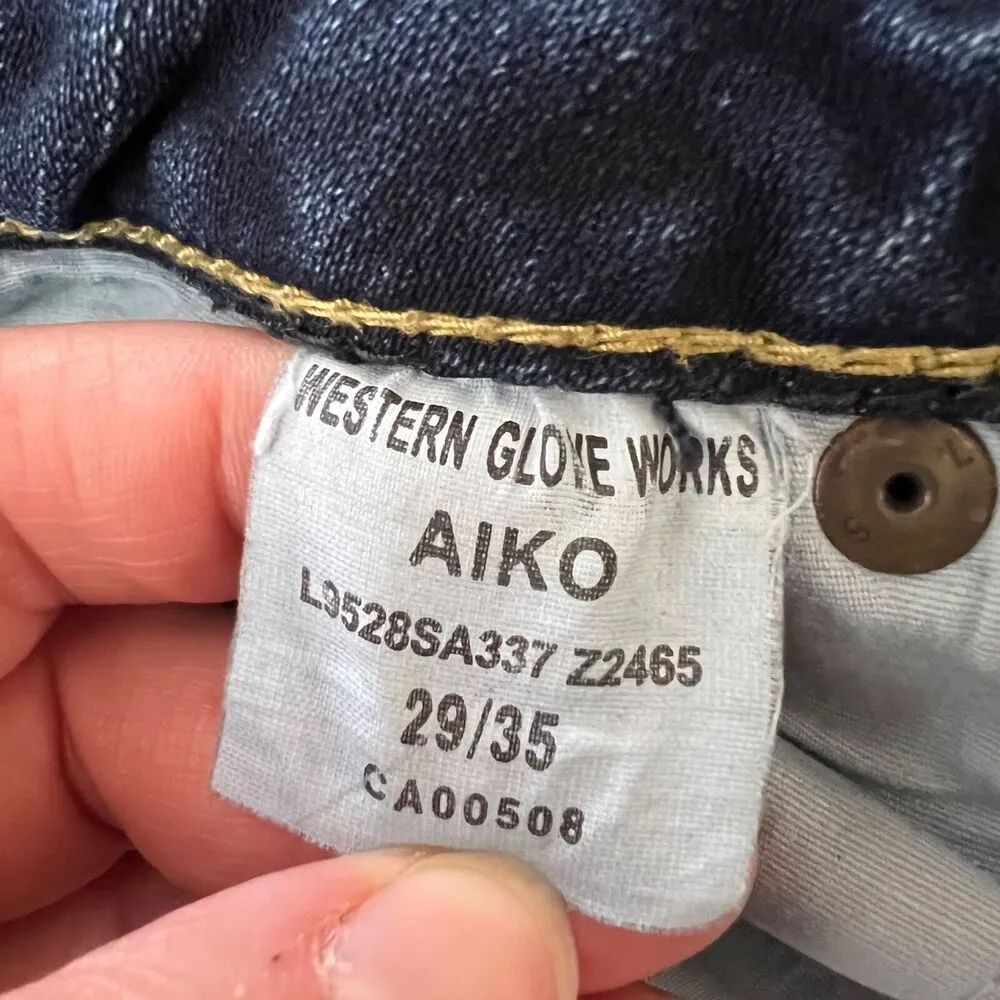 WESTERN GLOVE WORKS
AIKO
L9528SA337 Z2465
29/35
CA00508